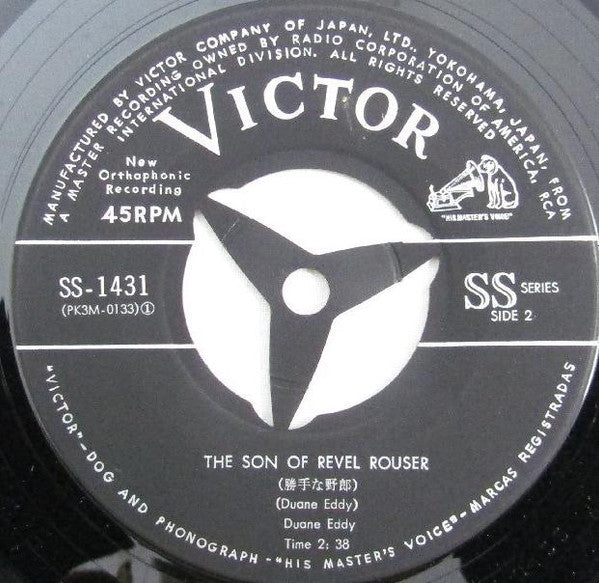 MANUFACTURED BY VICTOR COMPANY OF JAPAN, LTD., YOKOHAMA, JAPAN, FROM
A MASTER RECORDING OWNED BY RADIO CORPORATION OF AMERICA, RCA
INTERNATIONAL DIVISION. ALL RIGHTS RESERVED
VICTOR
New
Orthophonic
Recording
45RPM
"HIS MASTER'S VOICE"
SS-1431
(PK3M-0133)①
SS SERIES
SIDE 2
THE SON OF REVEL ROUSER
(勝手な野郎)
(Duane Eddy)
Duane Eddy
Time 2: 38
"VICTOR"-DOG AND PHONOGRAPH-"HIS MASTER'S VOICE"-MARCAS REGISTRADAS